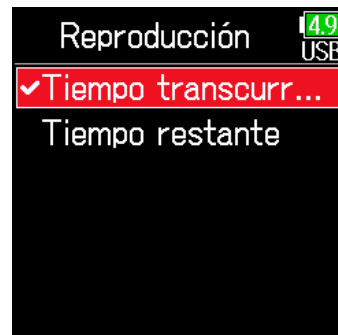 Reproducción
4.9
USB
✔Tiempo transcurr...
Tiempo restante